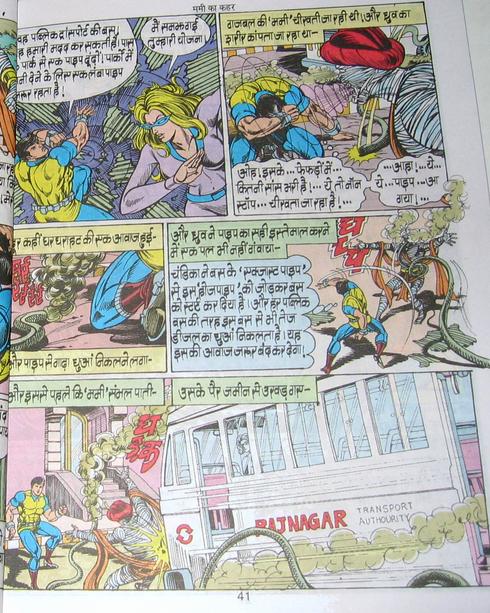 ममी का कहर
यह पब्लिक ट्रांसपोर्ट की बस,
हमारी मदद कर सकती है! पास
पार्क में एक पाइप ढूंढो! पार्कों में
नी देने के लिए एक लंबा पाइप
जरूर रहता है!
मैं समझ गई
तुम्हारी योजना!
गजबल की 'ममी' चीखती जा रही थी! और ध्रुव का
शरीर कांपता जा रहा था-
ओह! इसके... फेफड़ों में...
कितनी सांस भरी है!... ये तो नॉन
स्टॉप... चीखता जा रहा है!...
...आहा!... ये...
ये... पाइप... आ
गया!...
कहीं घरघराहट की एक आवाज हुई-
घर्र
और पाइप से गाढ़ा धुआं निकलने लगा-
और ध्रुव ने पाइप का सही इस्तेमाल करने
में एक पल भी नहीं गंवाया-
चंडिका ने बस के 'एक्जास्ट पाइप'
से इस 'हौज पाइप' को जोड़कर बस
को स्टार्ट कर दिया है! और हर पब्लिक
बस की तरह इस बस से भी तेज
डीजल का धुआं निकलता है! यह
इसकी आवाज जरूर बंद कर देगा!
और इससे पहले कि 'ममी' संभल पाती-
उसके पैर जमीन से उखड़ गए-
RAJNAGAR
TRANSPORT
AUTHOURITY
41